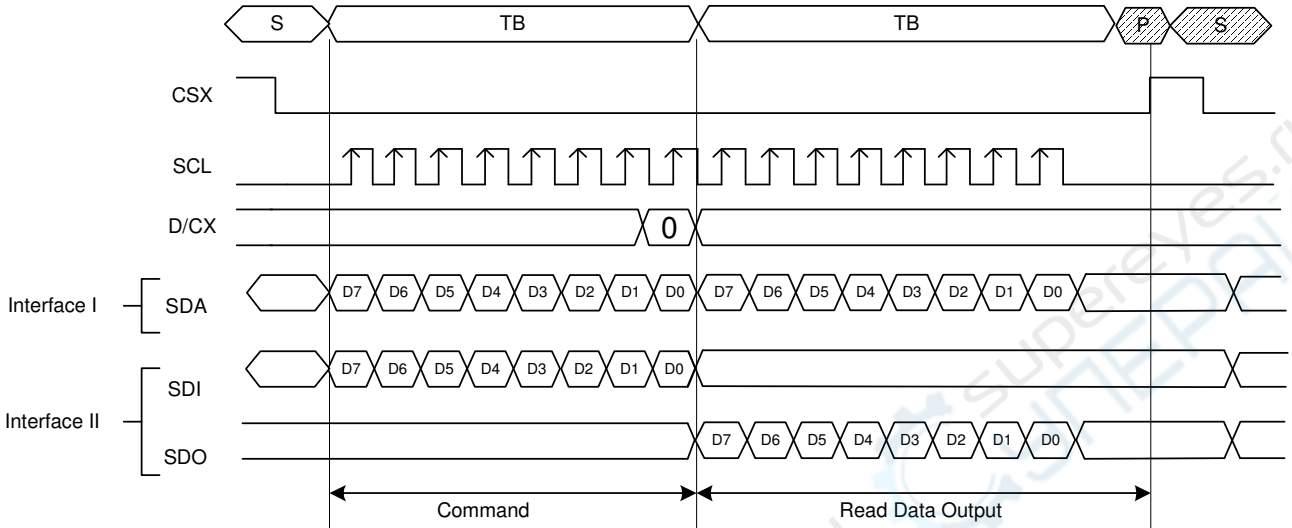 S TB TB P S
CSX
SCL
D/CX 0
Interface I SDA D7 D6 D5 D4 D3 D2 D1 D0 D7 D6 D5 D4 D3 D2 D1 D0
SDI D7 D6 D5 D4 D3 D2 D1 D0
Interface II
SDO D7 D6 D5 D4 D3 D2 D1 D0
Command Read Data Output